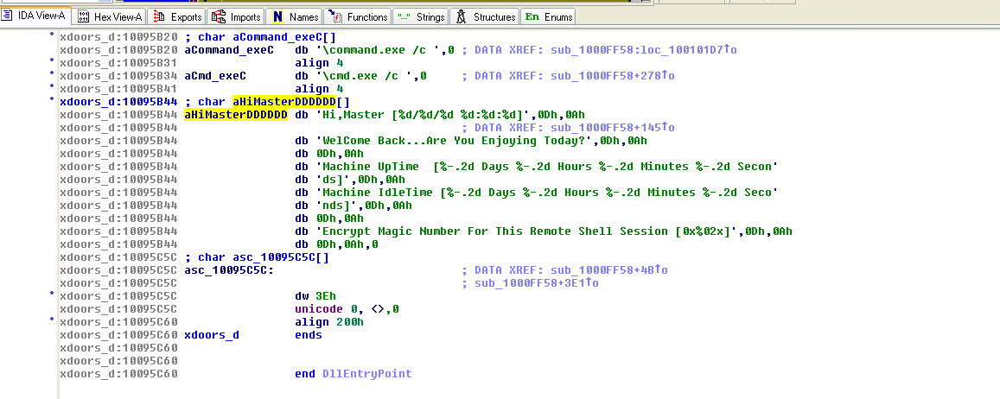 IDA View-A Hex View-A Exports Imports Names Functions Strings Structures En Enums
xdoors_d:10095B20 ; char aCommand_exeC[]
xdoors_d:10095B20 aCommand_exeC db '\command.exe /c ',0 ; DATA XREF: sub_1000FF58:loc_100101D7↑o
xdoors_d:10095B31 align 4
xdoors_d:10095B34 aCmd_exeC db '\cmd.exe /c ',0 ; DATA XREF: sub_1000FF58+278↑o
xdoors_d:10095B41 align 4
xdoors_d:10095B44 ; char aHiMasterDDDDDD[]
xdoors_d:10095B44 aHiMasterDDDDDD db 'Hi,Master [%d/%d/%d %d:%d:%d]',0Dh,0Ah
xdoors_d:10095B44 ; DATA XREF: sub_1000FF58+145↑o
xdoors_d:10095B44 db 'WelCome Back...Are You Enjoying Today?',0Dh,0Ah
xdoors_d:10095B44 db 0Dh,0Ah
xdoors_d:10095B44 db 'Machine UpTime [%-.2d Days %-.2d Hours %-.2d Minutes %-.2d Secon'
xdoors_d:10095B44 db 'ds]',0Dh,0Ah
xdoors_d:10095B44 db 'Machine IdleTime [%-.2d Days %-.2d Hours %-.2d Minutes %-.2d Seco'
xdoors_d:10095B44 db 'nds]',0Dh,0Ah
xdoors_d:10095B44 db 0Dh,0Ah
xdoors_d:10095B44 db 'Encrypt Magic Number For This Remote Shell Session [0x%02x]',0Dh,0Ah
xdoors_d:10095B44 db 0Dh,0Ah,0
xdoors_d:10095C5C ; char asc_10095C5C[]
xdoors_d:10095C5C asc_10095C5C: ; DATA XREF: sub_1000FF58+4B↑o
xdoors_d:10095C5C ; sub_1000FF58+3E1↑o
xdoors_d:10095C5C dw 3Eh
xdoors_d:10095C5C unicode 0, <>,0
xdoors_d:10095C60 align 200h
xdoors_d:10095C60 xdoors_d ends
xdoors_d:10095C60
xdoors_d:10095C60
xdoors_d:10095C60 end DllEntryPoint